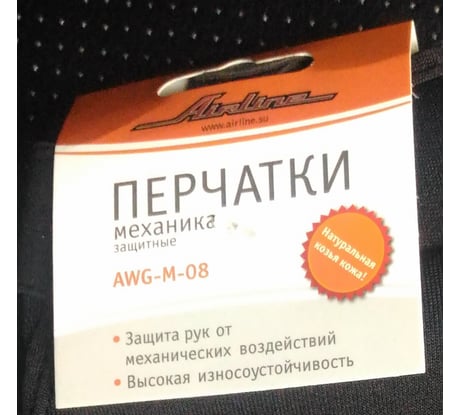 Airline
www.airline.su
ПЕРЧАТКИ
механика
защитные
AWG-M-08
Натуральная
козья кожа!
• Защита рук от
механических воздействий
• Высокая износоустойчивость